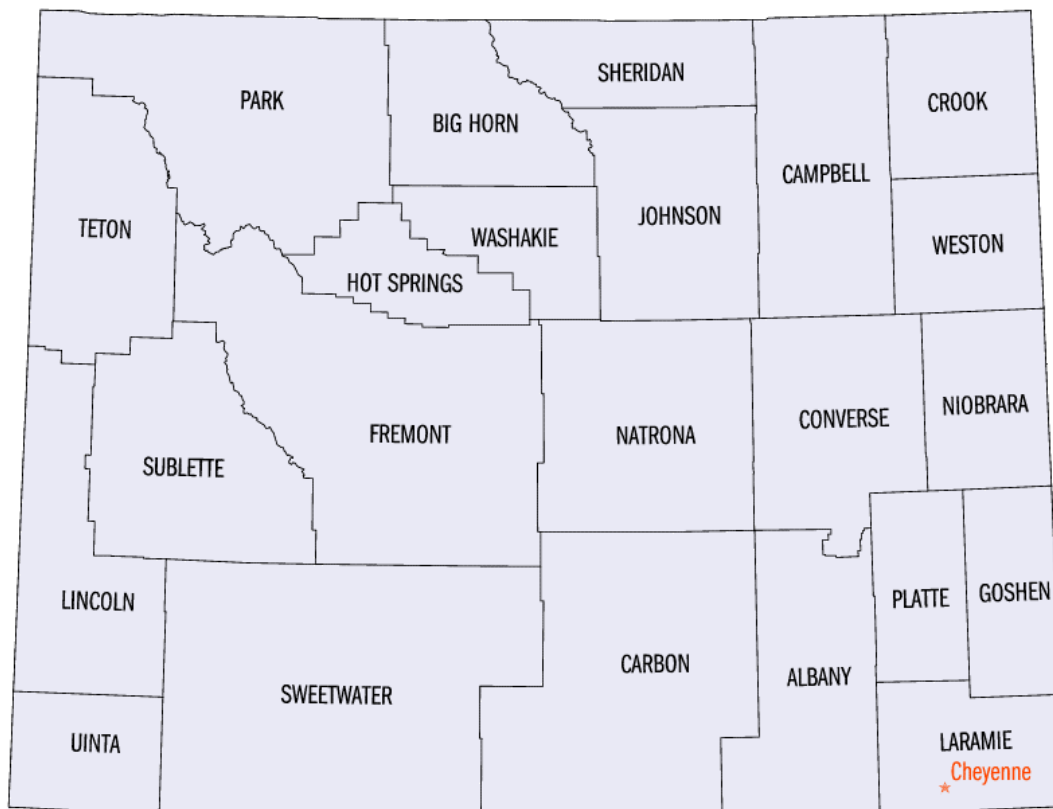 SHERIDAN
PARK
CROOK
BIG HORN
CAMPBELL
JOHNSON
TETON
WASHAKIE
WESTON
HOT SPRINGS
NIOBRARA
CONVERSE
FREMONT
NATRONA
SUBLETTE
GOSHEN
PLATTE
LINCOLN
CARBON
ALBANY
SWEETWATER
UINTA
LARAMIE
Cheyenne